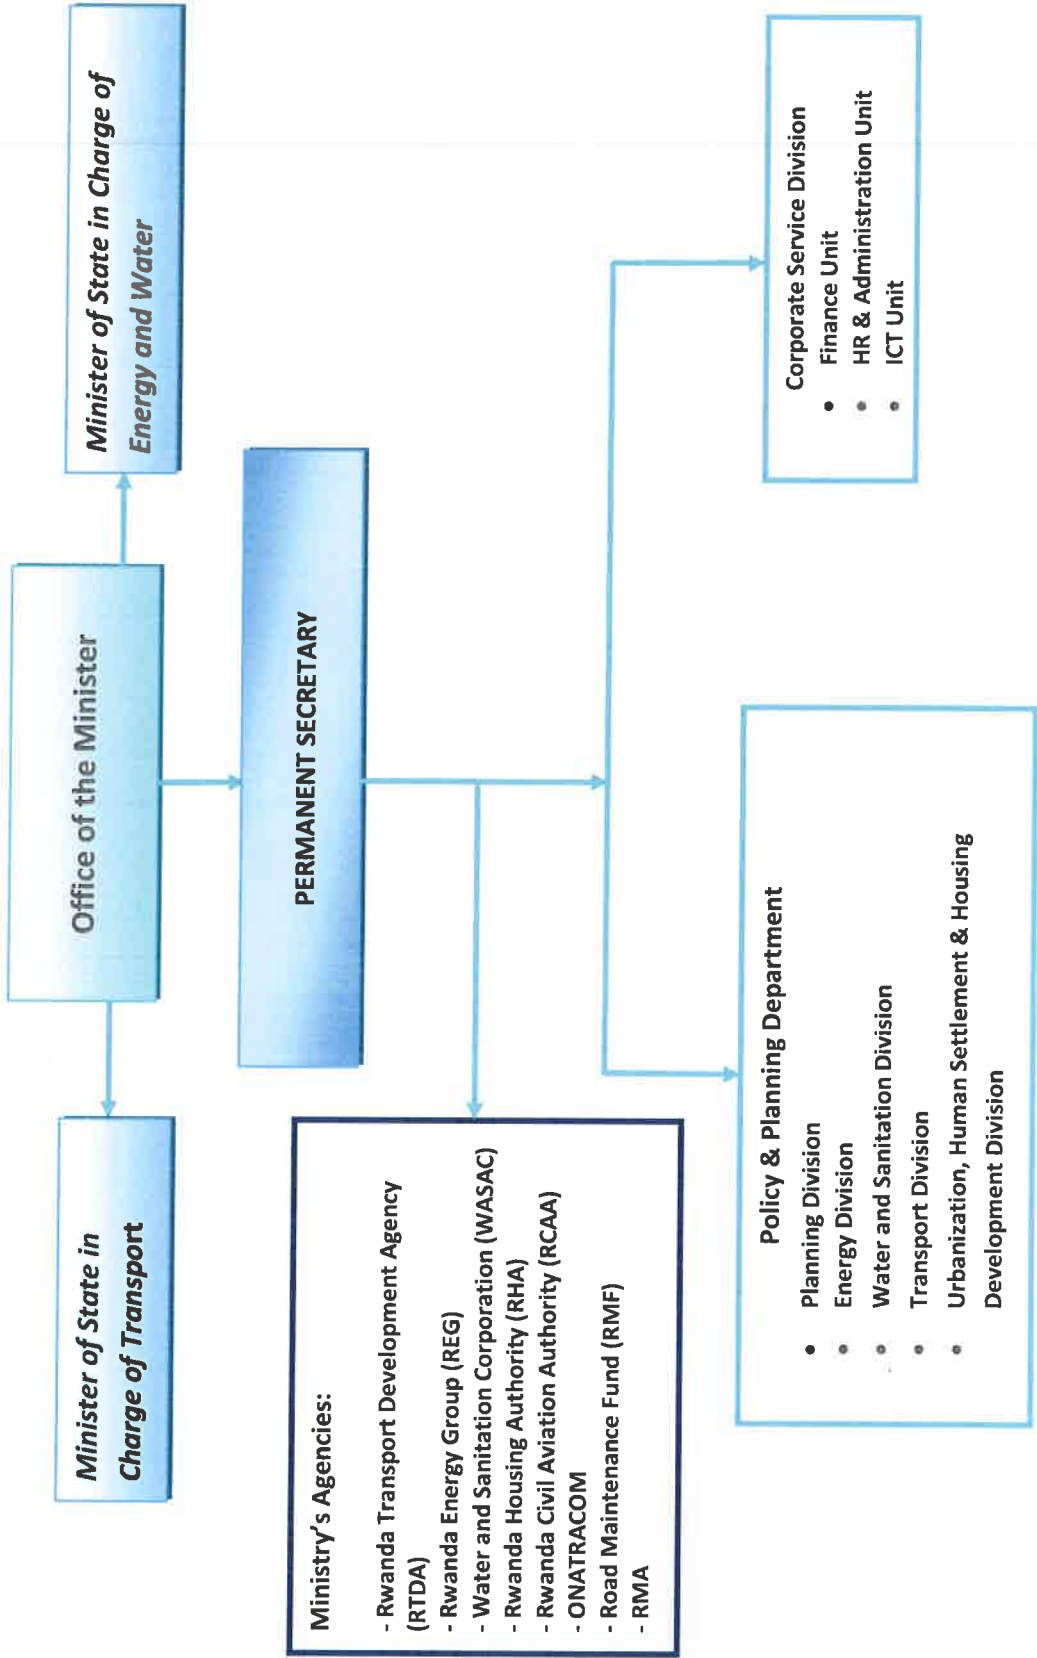 Office of the Minister
Minister of State in
Charge of Transport
Minister of State in Charge of
Energy and Water
PERMANENT SECRETARY
Ministry's Agencies:
- Rwanda Transport Development Agency
(RTDA)
- Rwanda Energy Group (REG)
- Water and Sanitation Corporation (WASAC)
- Rwanda Housing Authority (RHA)
- Rwanda Civil Aviation Authority (RCAA)
- ONATRACOM
- Road Maintenance Fund (RMF)
- RMA
Policy & Planning Department
• Planning Division
• Energy Division
• Water and Sanitation Division
• Transport Division
• Urbanization, Human Settlement & Housing
Development Division
Corporate Service Division
• Finance Unit
• HR & Administration Unit
• ICT Unit